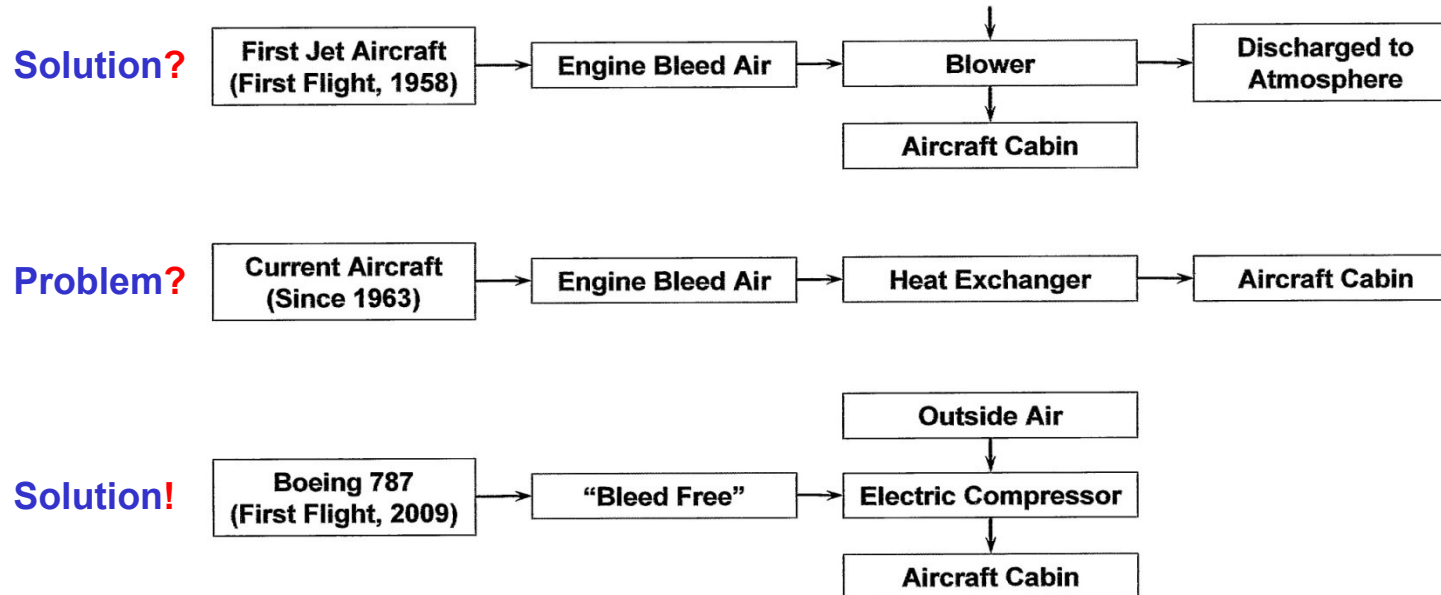 Solution?
First Jet Aircraft
(First Flight, 1958)
Engine Bleed Air
Blower
Discharged to
Atmosphere
Aircraft Cabin
Problem?
Current Aircraft
(Since 1963)
Engine Bleed Air
Heat Exchanger
Aircraft Cabin
Outside Air
Solution!
Boeing 787
(First Flight, 2009)
“Bleed Free”
Electric Compressor
Aircraft Cabin